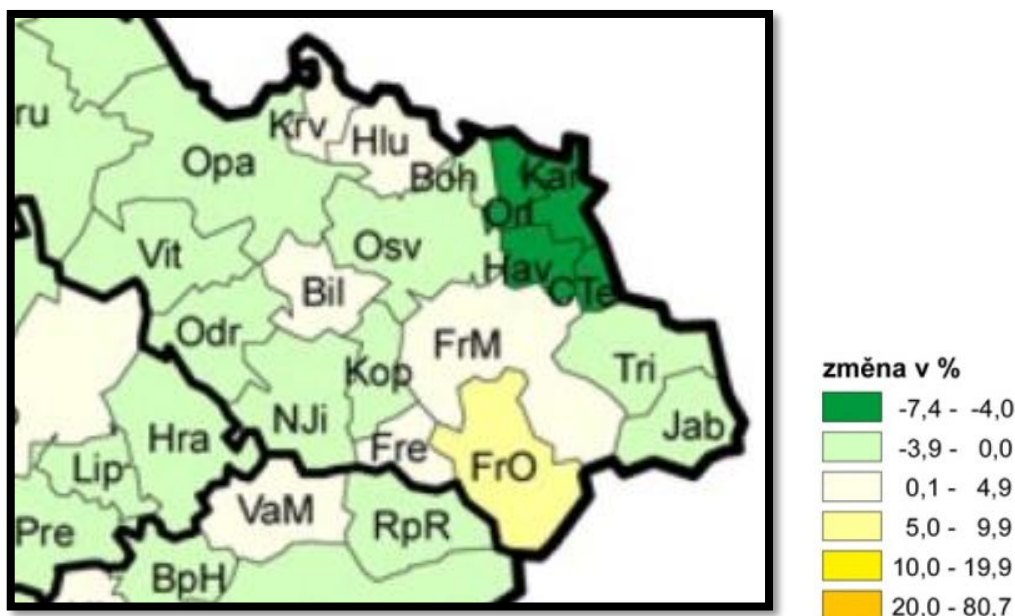 ru
Krv
Hlu
Opa
Boh
Kar
Orl
Vit
Osv
Hav
Bil
CTe
Odr
FrM
Kop
Tri
NJi
Jab
Hra
Fre
Lip
FrO
VaM
RpR
Pre
BpH
změna v %
-7,4 - -4,0
-3,9 - 0,0
0,1 - 4,9
5,0 - 9,9
10,0 - 19,9
20,0 - 80,7